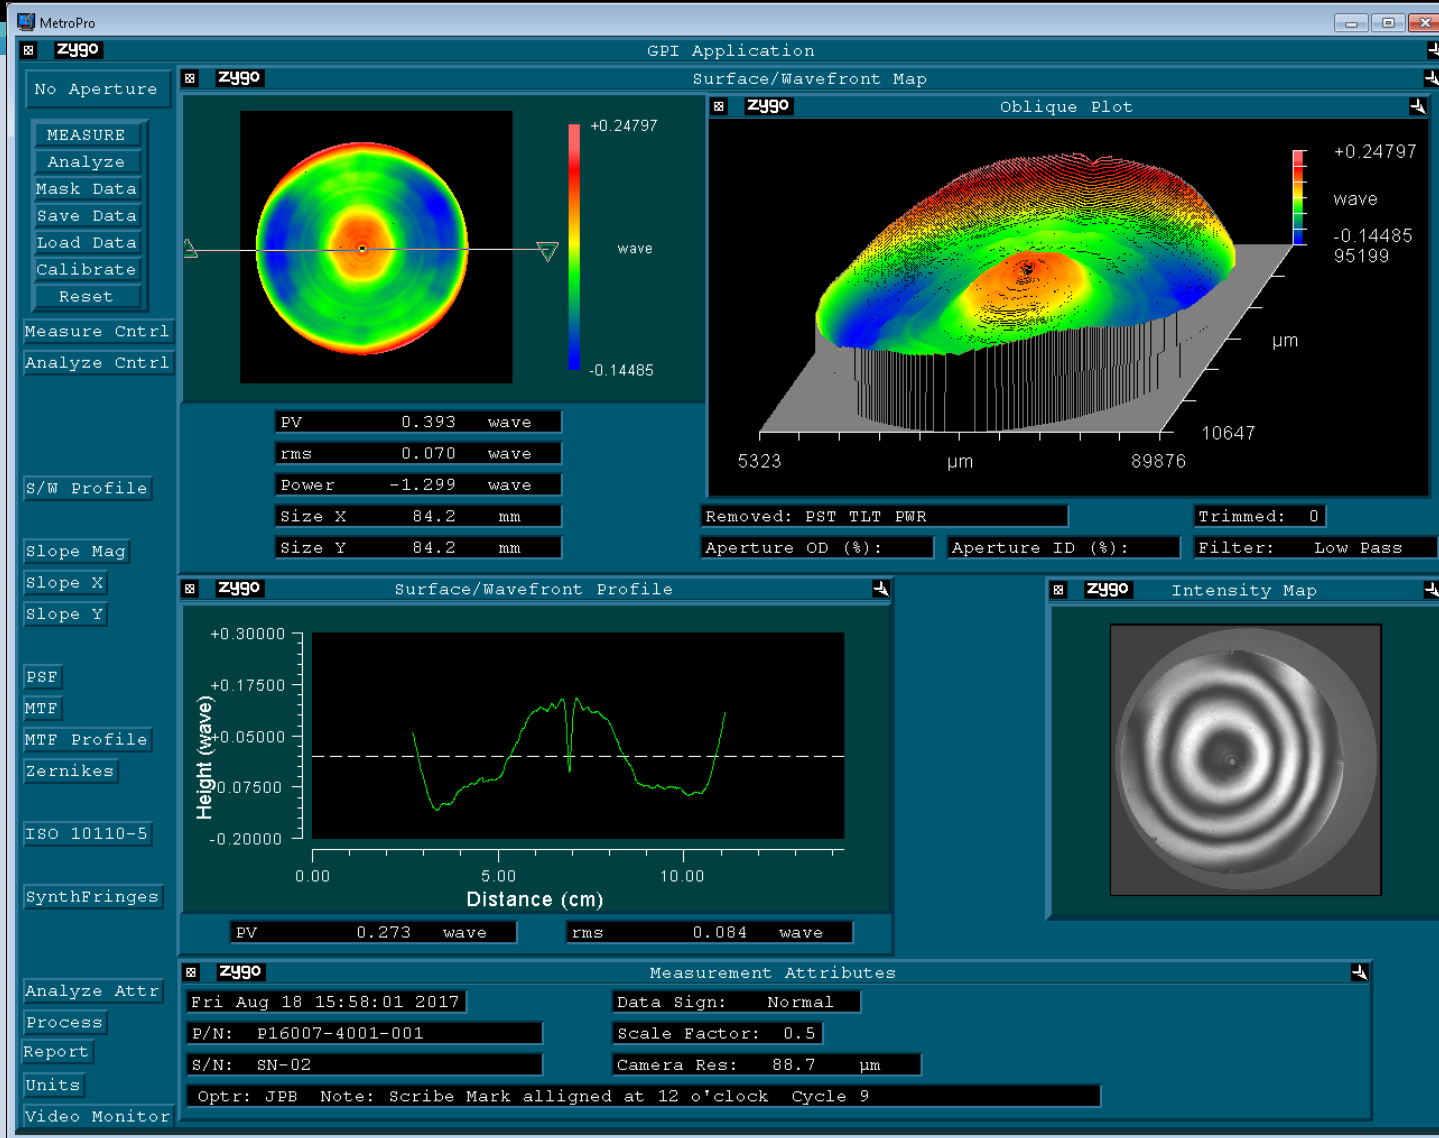 MetroPro
zygo GPI Application
No Aperture
MEASURE
Analyze
Mask Data
Save Data
Load Data
Calibrate
Reset
Measure Cntrl
Analyze Cntrl
S/W Profile
Slope Mag
Slope X
Slope Y
PSF
MTF
MTF Profile
Zernikes
ISO 10110-5
SynthFringes
Analyze Attr
Process
Report
Units
Video Monitor
zygo Surface/Wavefront Map
+0.24797
wave
-0.14485
PV 0.393 wave
rms 0.070 wave
Power -1.299 wave
Size X 84.2 mm
Size Y 84.2 mm
zygo Oblique Plot
+0.24797
wave
-0.14485
95199
µm
10647
5323 µm 89876
Removed: PST TLT PWR Trimmed: 0
Aperture OD (%): Aperture ID (%): Filter: Low Pass
zygo Surface/Wavefront Profile
+0.30000
+0.17500
+0.05000
-0.07500
-0.20000
Height (wave)
0.00 5.00 10.00
Distance (cm)
PV 0.273 wave rms 0.084 wave
zygo Intensity Map
zygo Measurement Attributes
Fri Aug 18 15:58:01 2017 Data Sign: Normal
P/N: P16007-4001-001 Scale Factor: 0.5
S/N: SN-02 Camera Res: 88.7 µm
Optr: JPB Note: Scribe Mark alligned at 12 o'clock Cycle 9